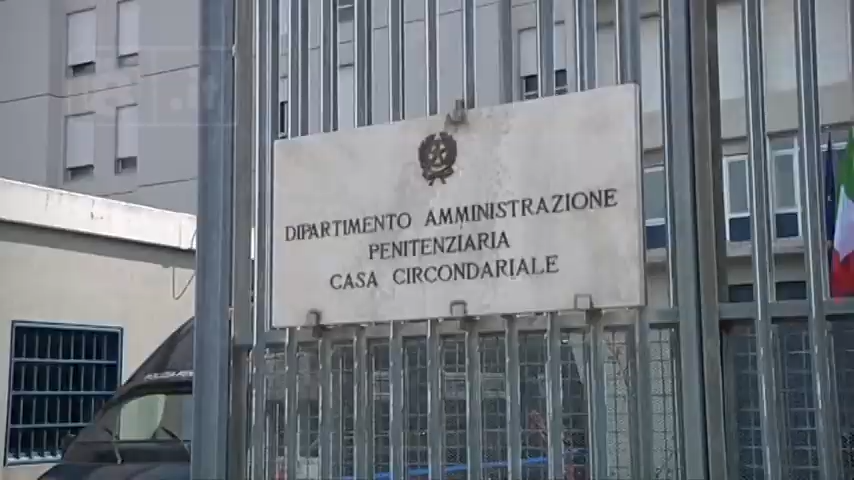 DIPARTIMENTO AMMINISTRAZIONE
PENITENZIARIA
CASA CIRCONDARIALE